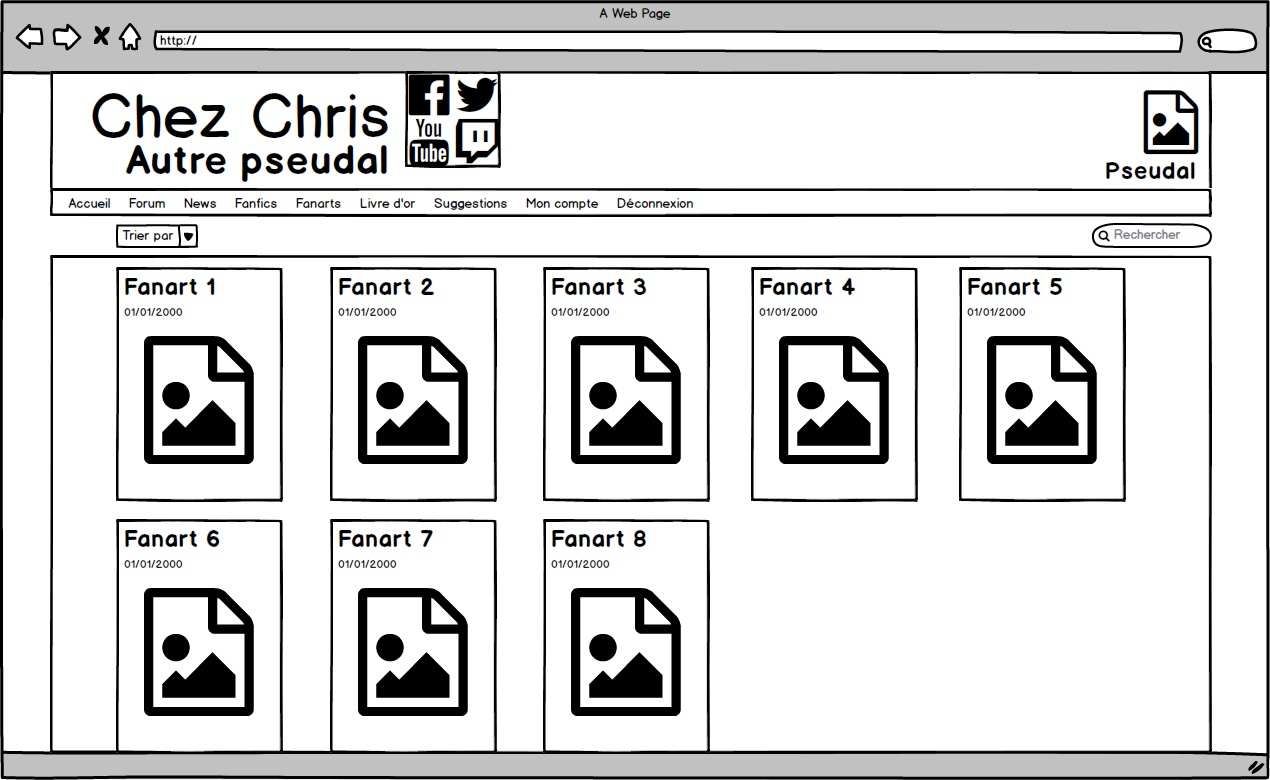 A Web Page
http://
Chez Chris
Autre pseudal
You
Tube
Pseudal
Accueil Forum News Fanfics Fanarts Livre d'or Suggestions Mon compte Déconnexion
Trier par
Rechercher
Fanart 1
01/01/2000
Fanart 2
01/01/2000
Fanart 3
01/01/2000
Fanart 4
01/01/2000
Fanart 5
01/01/2000
Fanart 6
01/01/2000
Fanart 7
01/01/2000
Fanart 8
01/01/2000